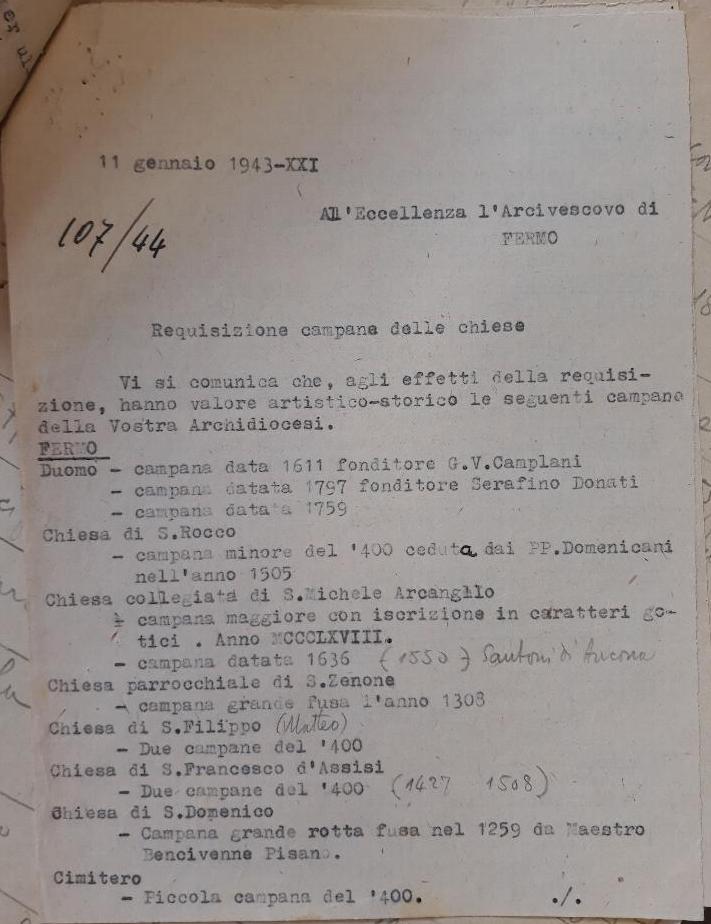 11 gennaio 1943-XXI
107/44
All'Eccellenza l'Arcivescovo di
FERMO
Requisizione campane delle chiese
Vi si comunica che, agli effetti della requisi-
zione, hanno valore artistico-storico le seguenti campane
della Vostra Archidiocesi.
FERMO
Duomo - campana data 1611 fonditore G.V.Camplani
- campana datata 1797 fonditore Serafino Donati
- campana datata 1759
Chiesa di S.Rocco
- campana minore del '400 ceduta dai PP.Domenicani
nell'anno 1505
Chiesa collegiata di S.Michele Arcangllo
- campana maggiore con iscrizione in caratteri go-
tici . Anno MCCCLXVIII.
- campana datata 1636 (1550) Santoni d'Ancona
Chiesa parrocchiale di S.Zenone
- campana grande fusa l'anno 1308
Chiesa di S.Filippo (Matteo)
- Due campane del '400
Chiesa di S.Francesco d'Assisi
- Due campane del '400 (1427 1508)
Chiesa di S.Domenico
- Campana grande rotta fusa nel 1259 da Maestro
Bencivenne Pisano.
Cimitero
- Piccola campana del '400. ./.